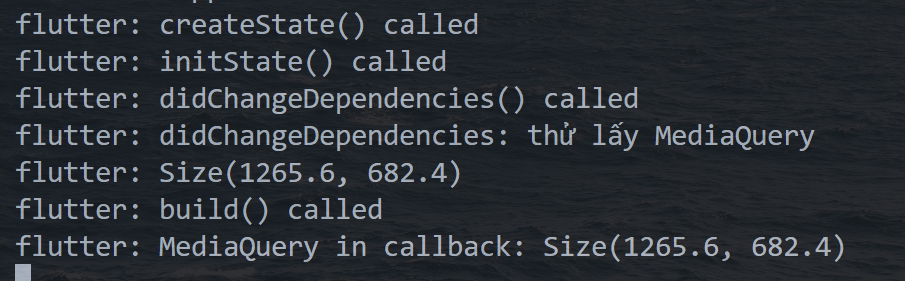 flutter: createState() called
flutter: initState() called
flutter: didChangeDependencies() called
flutter: didChangeDependencies: thử lấy MediaQuery
flutter: Size(1265.6, 682.4)
flutter: build() called
flutter: MediaQuery in callback: Size(1265.6, 682.4)